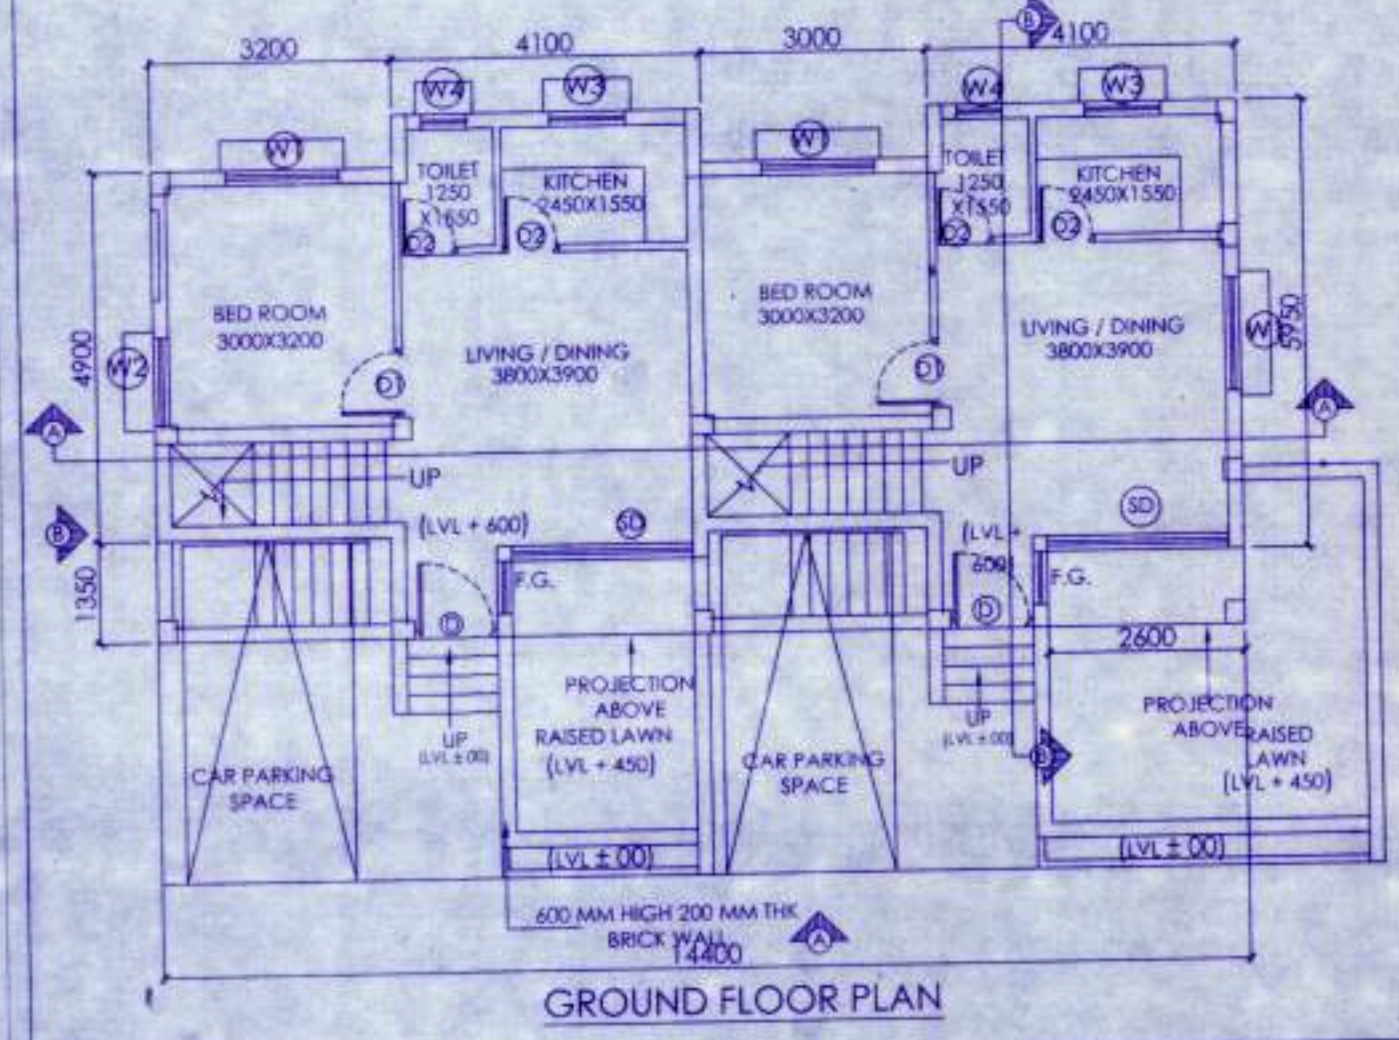 B
3200
4100
3000
4100
W4
W3
W4
W3
W1
W1
TOILET
1250
X1550
KITCHEN
2450X1550
TOILET
1250
X1550
KITCHEN
2450X1550
D2
D2
D2
D2
BED ROOM
3000X3200
BED ROOM
3000X3200
LIVING / DINING
3800X3900
LIVING / DINING
3800X3900
4900
W2
D1
D1
5950
A
A
UP
UP
B
(LVL + 600)
SD
(LVL +
600)
SD
1350
F.G.
F.G.
D
D
2600
PROJECTION
ABOVE
RAISED LAWN
(LVL + 450)
PROJECTION
ABOVE
RAISED
LAWN
(LVL + 450)
UP
(LVL ± 00)
UP
(LVL ± 00)
B
CAR PARKING
SPACE
CAR PARKING
SPACE
(LVL ± 00)
(LVL ± 00)
600 MM HIGH 200 MM THK
BRICK WALL
A
14400
GROUND FLOOR PLAN